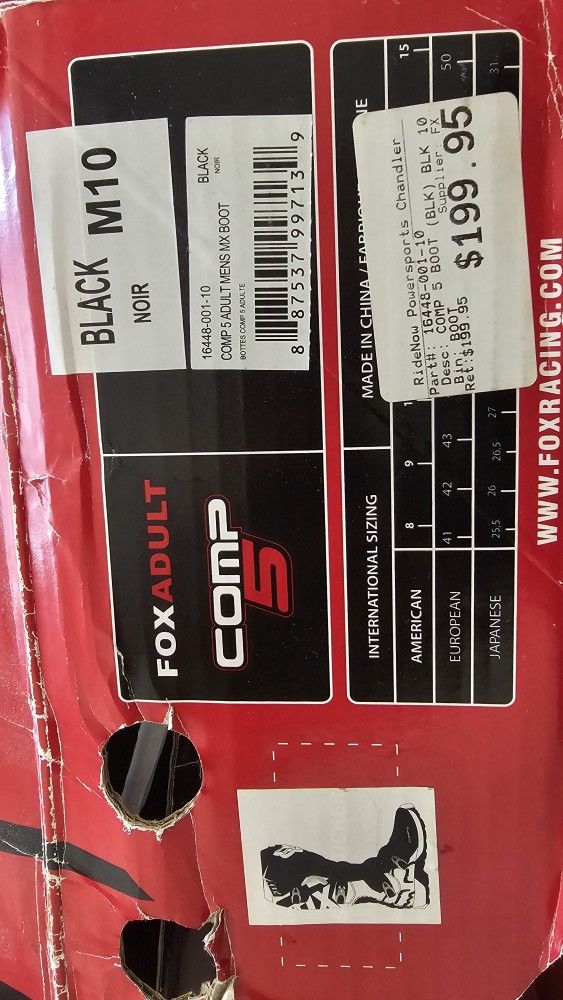 BLACK M10
NOIR
16448-001-10
BLACK
NOIR
COMP 5 ADULT MENS MX BOOT
BOTTES COMP 5 ADULTE
8 87537 99713 9
FOX ADULT
COMP
5
MADE IN CHINA /
RideNow Powersports Chandler
Part#: 16448-001-10
Desc: COMP 5 BOOT (BLK) BLK 10
Bin: BOOT Supplier: FX
Ret:$199.95
$199.95
INTERNATIONAL SIZING
AMERICAN 8 9 15
EUROPEAN 41 42 43 50
JAPANESE 25.5 26 26.5 27 31
WWW.FOXRACING.COM